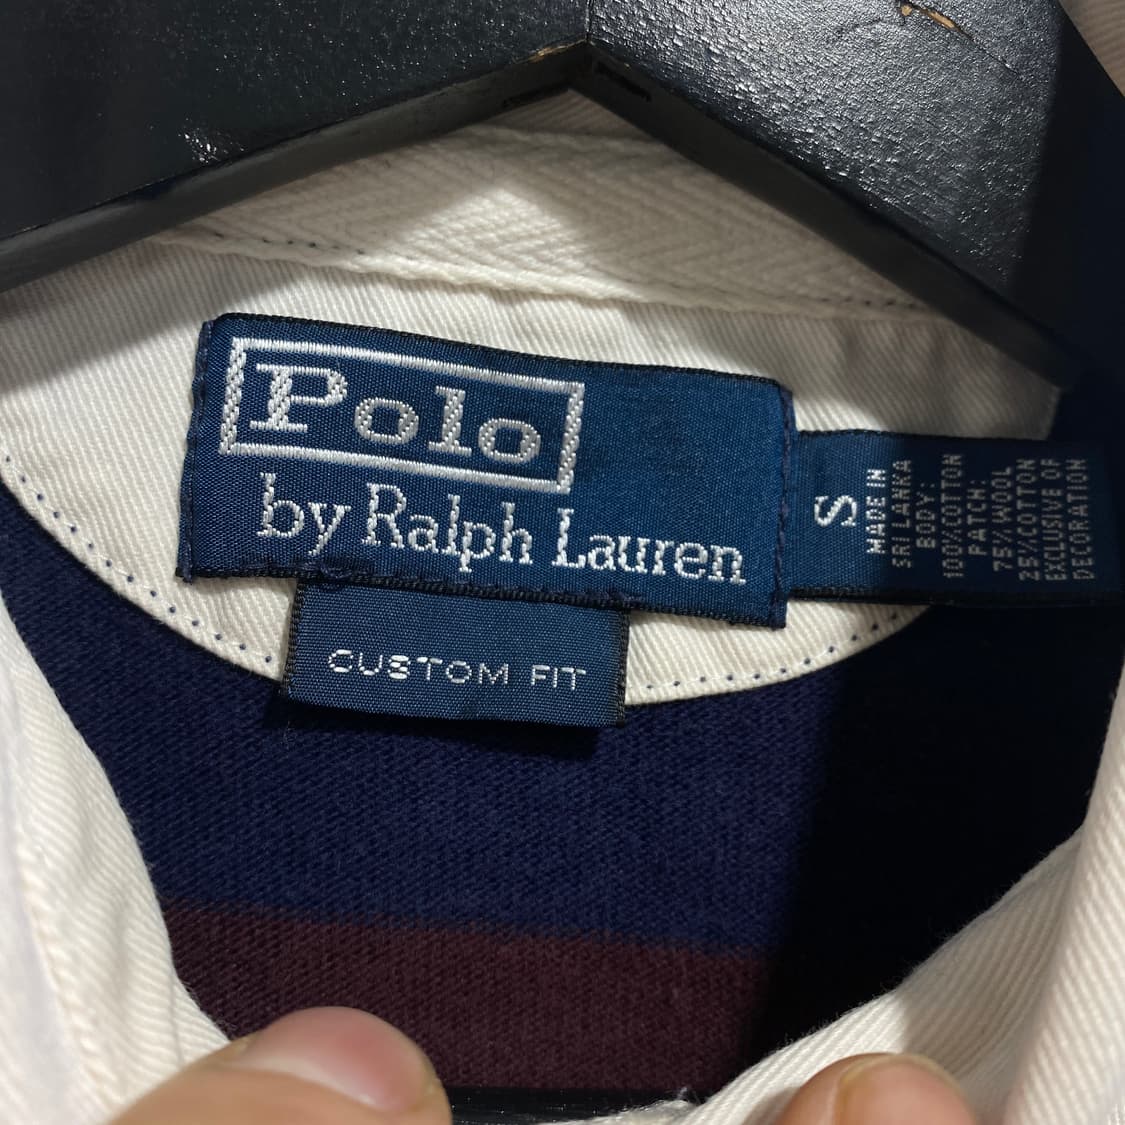 Polo
by Ralph Lauren
CUSTOM FIT
S
MADE IN
SRI LANKA
BODY:
100%COTTON
PATCH:
75%WOOL
25%COTTON
EXCLUSIVE OF
DECORATION